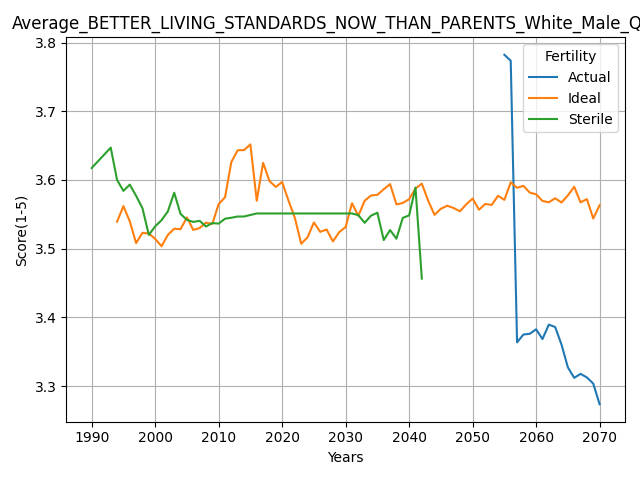 Average_BETTER_LIVING_STANDARDS_NOW_THAN_PARENTS_White_Male_Q
3.8
3.7
3.6
3.5
3.4
3.3
Score(1-5)
Fertility
Actual
Ideal
Sterile
1990 2000 2010 2020 2030 2040 2050 2060 2070
Years